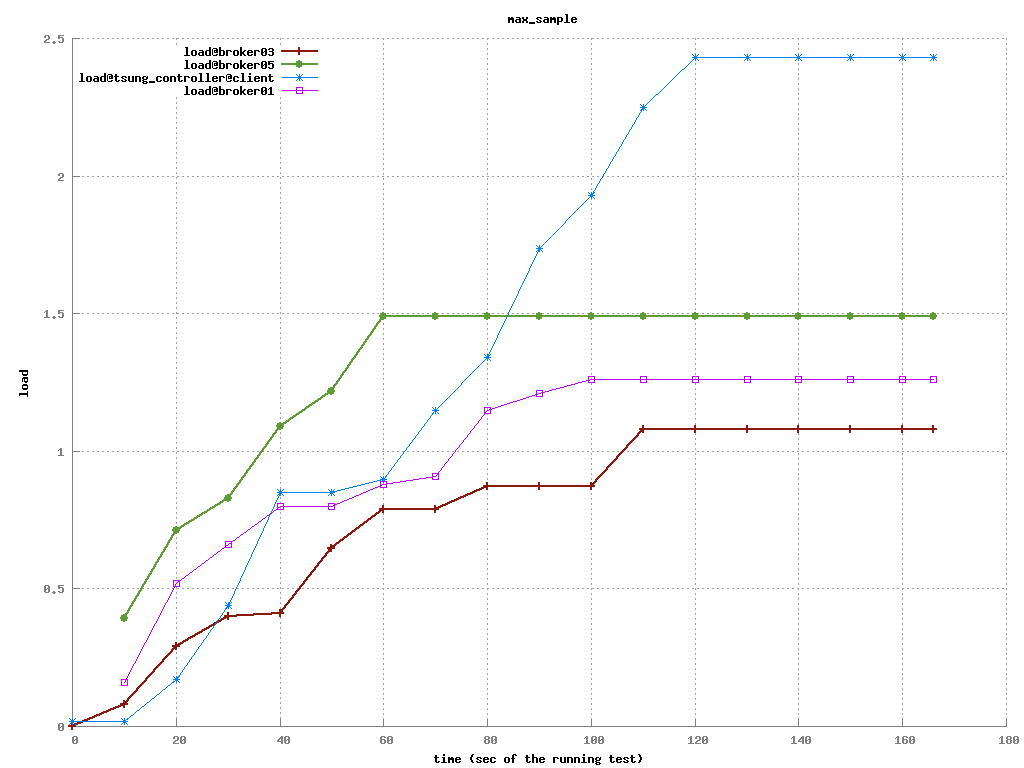 max_sample
load@broker03
load@broker05
load@tsung_controller@client
load@broker01
2.5
2
1.5
1
0.5
0
load
0 20 40 60 80 100 120 140 160 180
time (sec of the running test)